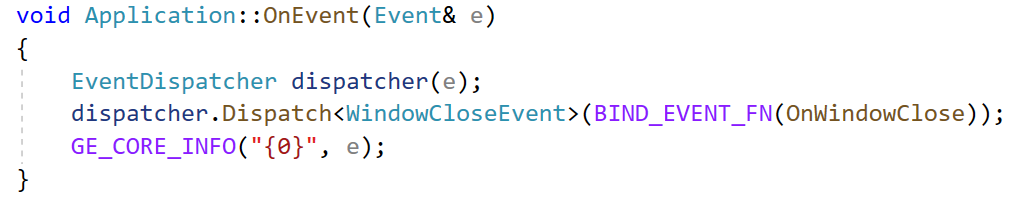 void Application::OnEvent(Event& e)
{
    EventDispatcher dispatcher(e);
    dispatcher.Dispatch<WindowCloseEvent>(BIND_EVENT_FN(OnWindowClose));
    GE_CORE_INFO("{0}", e);
}